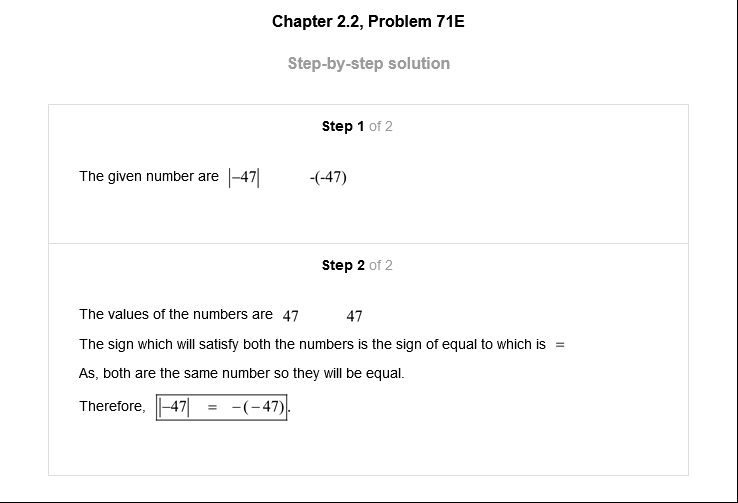 Chapter 2.2, Problem 71E
Step-by-step solution
Step 1 of 2
The given number are |−47| -(-47)
Step 2 of 2
The values of the numbers are 47 47
The sign which will satisfy both the numbers is the sign of equal to which is =
As, both are the same number so they will be equal.
Therefore, |−47| = −(−47).